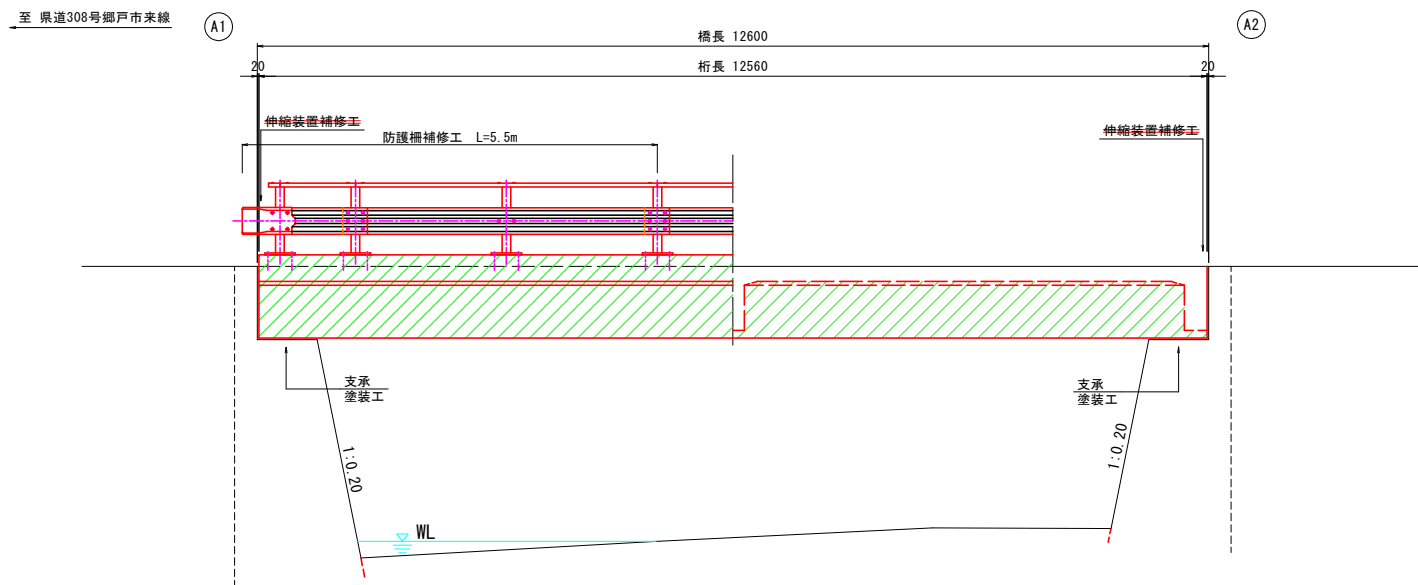 至 県道308号郷戸市来線
A1
A2
橋長 12600
20
桁長 12560
20
伸縮装置補修工
防護柵補修工 L=5.5m
伸縮装置補修工
支承
塗装工
支承
塗装工
1:0.20
1:0.20
WL